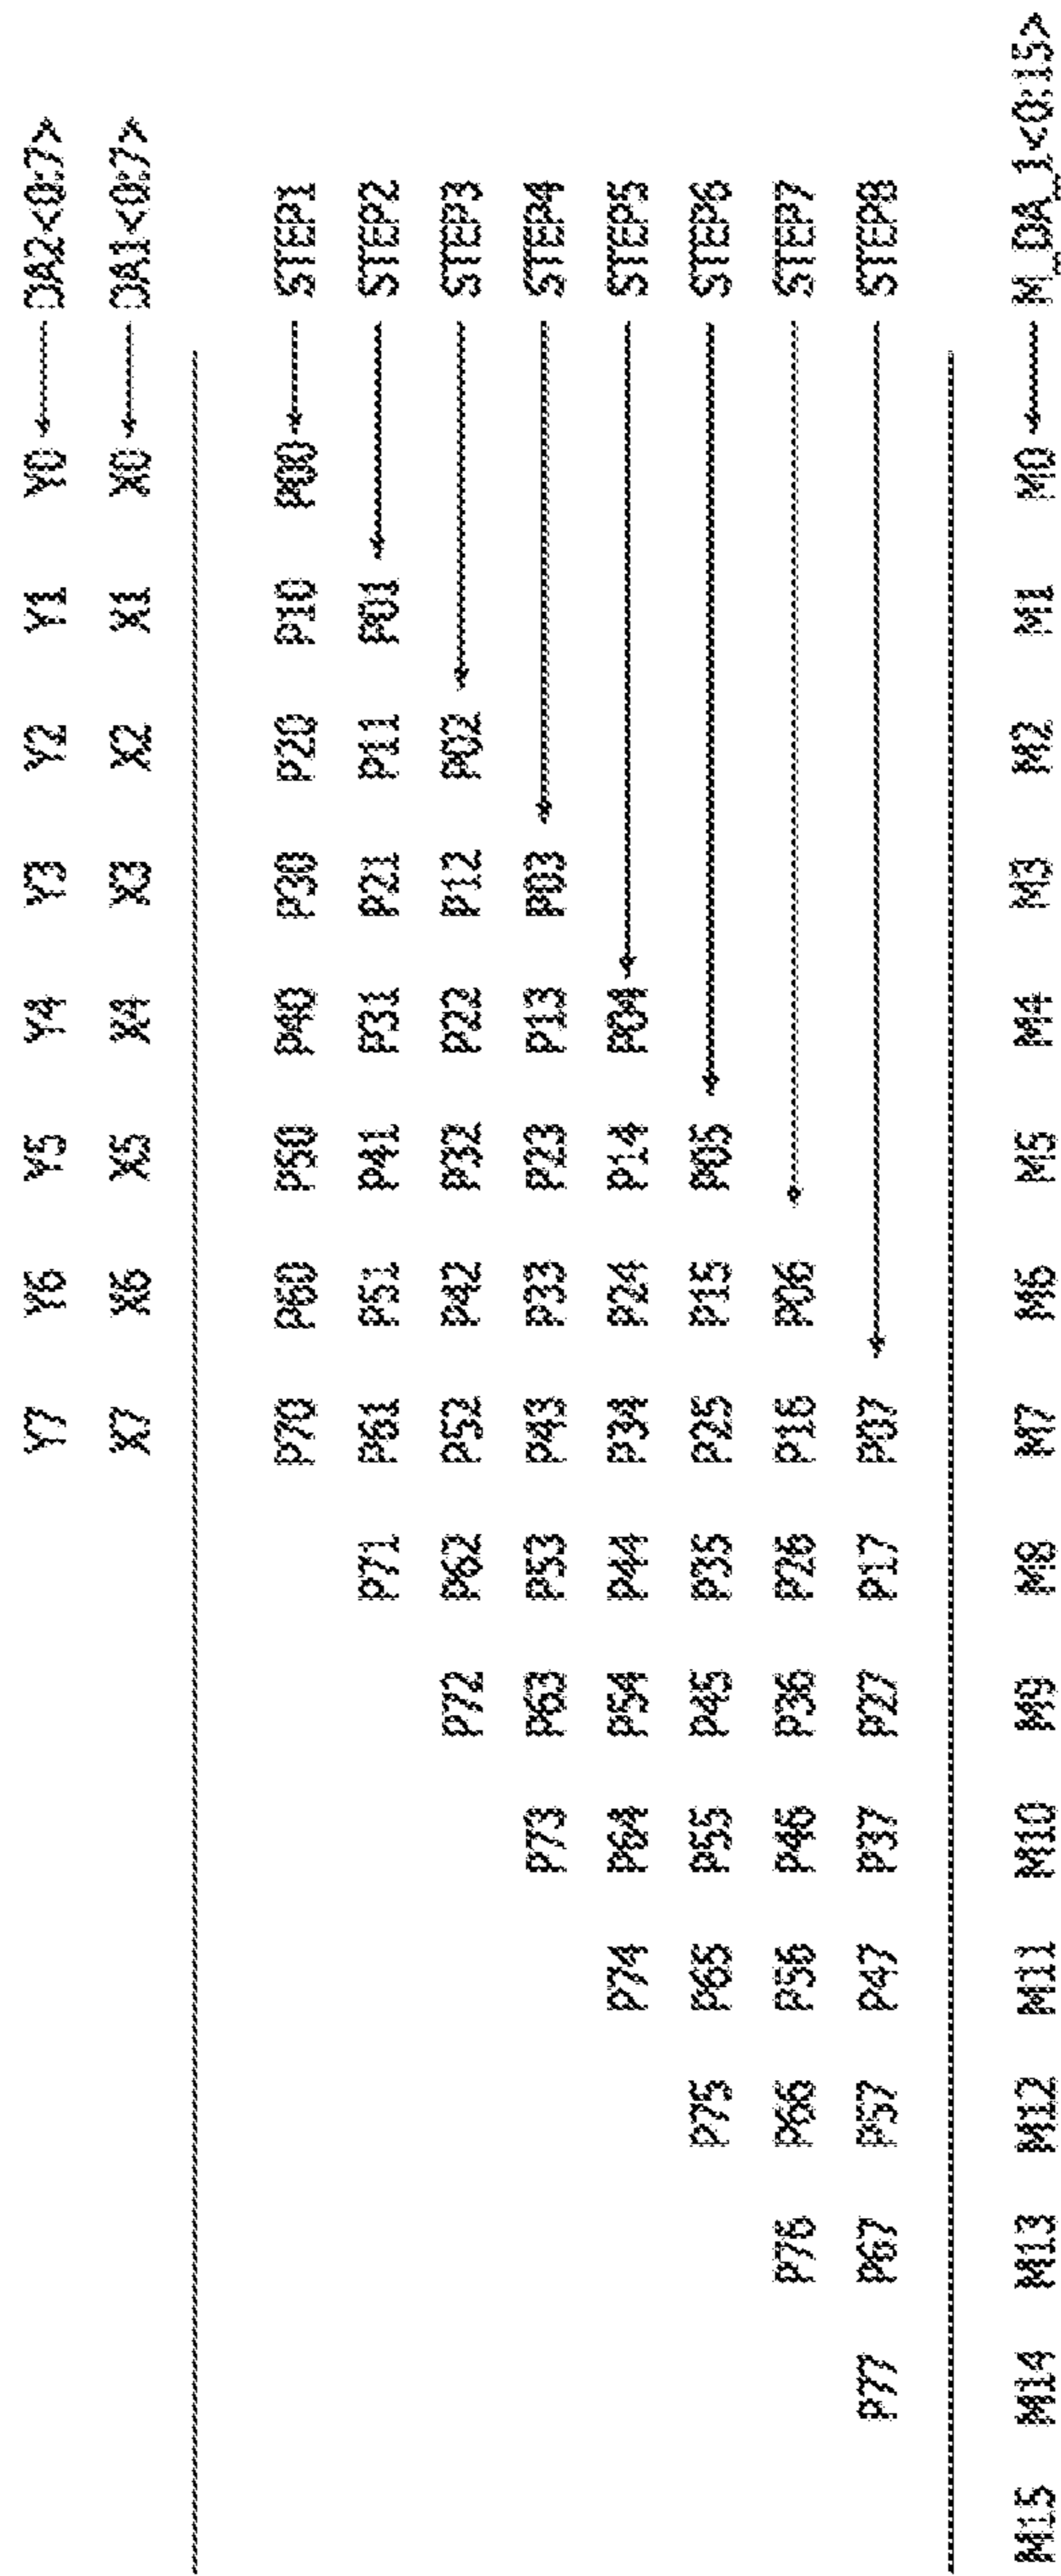 Y7 Y6 Y5 Y4 Y3 Y2 Y1 Y0 DA2<0:7>
X7 X6 X5 X4 X3 X2 X1 X0 DA1<0:7>
P70 P60 P50 P40 P30 P20 P10 P00 STEP1
P71 P61 P51 P41 P31 P21 P11 P01 STEP2
P72 P62 P52 P42 P32 P22 P12 P02 STEP3
P73 P63 P53 P43 P33 P23 P13 P03 STEP4
P74 P64 P54 P44 P34 P24 P14 P04 STEP5
P75 P65 P55 P45 P35 P25 P15 P05 STEP6
P76 P66 P56 P46 P36 P26 P16 P06 STEP7
P77 P67 P57 P47 P37 P27 P17 P07 STEP8
M15 M14 M13 M12 M11 M10 M9 M8 M7 M6 M5 M4 M3 M2 M1 M0 M_DA_1<0:15>